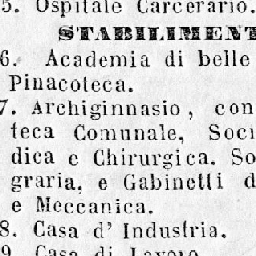 5. Ospitale Carcerario.
STABILIMENT
6. Academia di belle
Pinacoteca.
7. Archiginnasio, con
teca Comunale, Soci
dica e Chirurgica. So
graria, e Gabinetti d
e Meccanica.
8. Casa d' Industria.
9. Casa di Lavoro